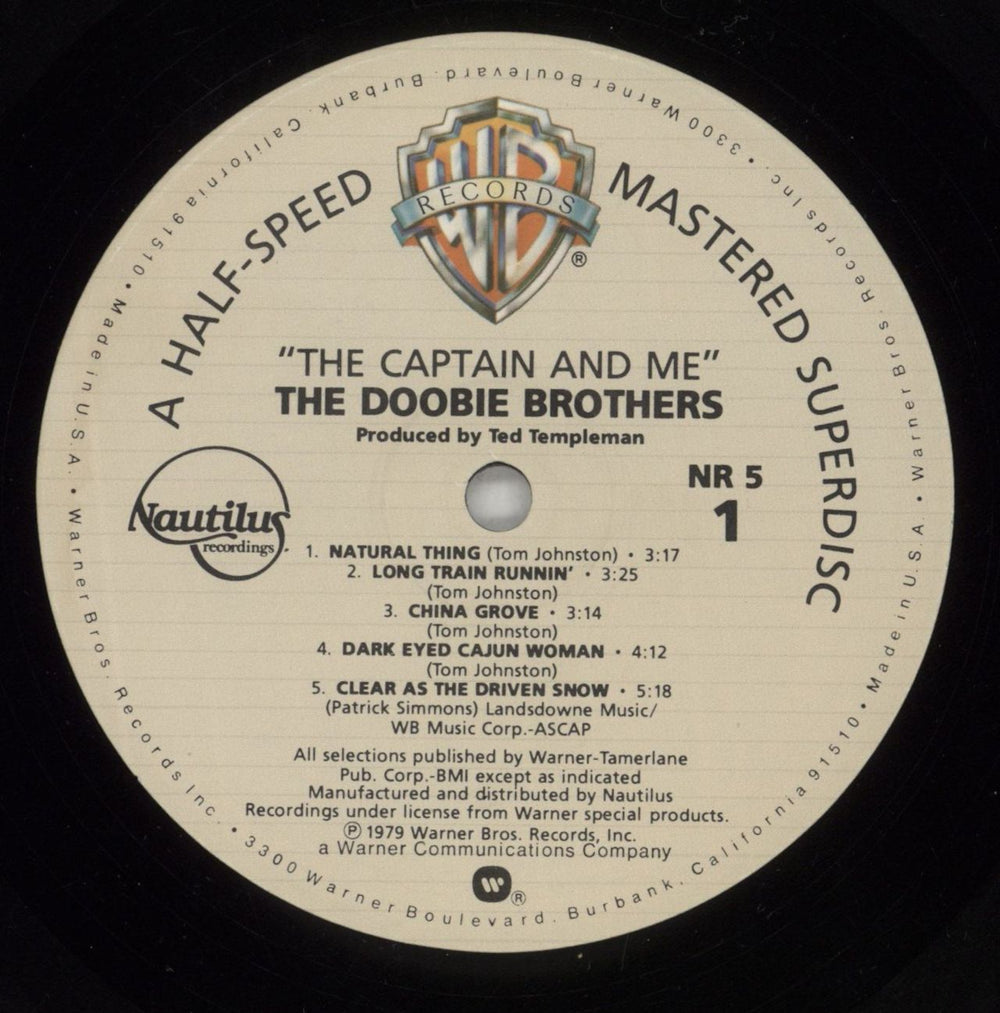 Warner Bros. Records Inc. • 3300 Warner Boulevard. Burbank. California 91510 • Made in U.S.A. • Warner Bros. Records Inc. • 3300 Warner Boulevard. Burbank. California 91510 • Made in U.S.A. •
A HALF-SPEED MASTERED SUPERDISC
WB
RECORDS
®
"THE CAPTAIN AND ME"
THE DOOBIE BROTHERS
Produced by Ted Templeman
NR 5
1
Nautilus
recordings.
1. NATURAL THING (Tom Johnston) • 3:17
2. LONG TRAIN RUNNIN' • 3:25
(Tom Johnston)
3. CHINA GROVE • 3:14
(Tom Johnston)
4. DARK EYED CAJUN WOMAN • 4:12
(Tom Johnston)
5. CLEAR AS THE DRIVEN SNOW • 5:18
(Patrick Simmons) Landsdowne Music/
WB Music Corp.-ASCAP
All selections published by Warner-Tamerlane
Pub. Corp.-BMI except as indicated
Manufactured and distributed by Nautilus
Recordings under license from Warner special products.
Ⓟ 1979 Warner Bros. Records, Inc.
a Warner Communications Company
W ®